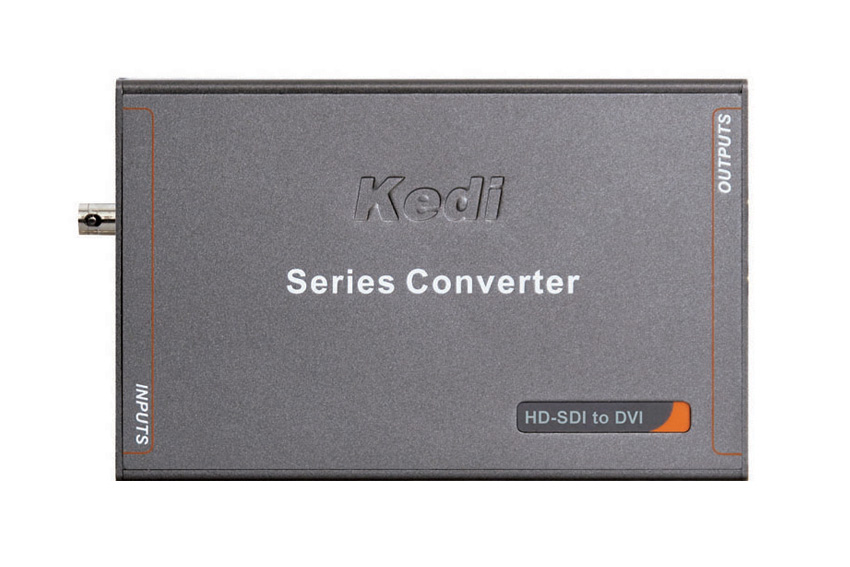 OUTPUTS
Kedi
Series Converter
INPUTS
HD-SDI to DVI